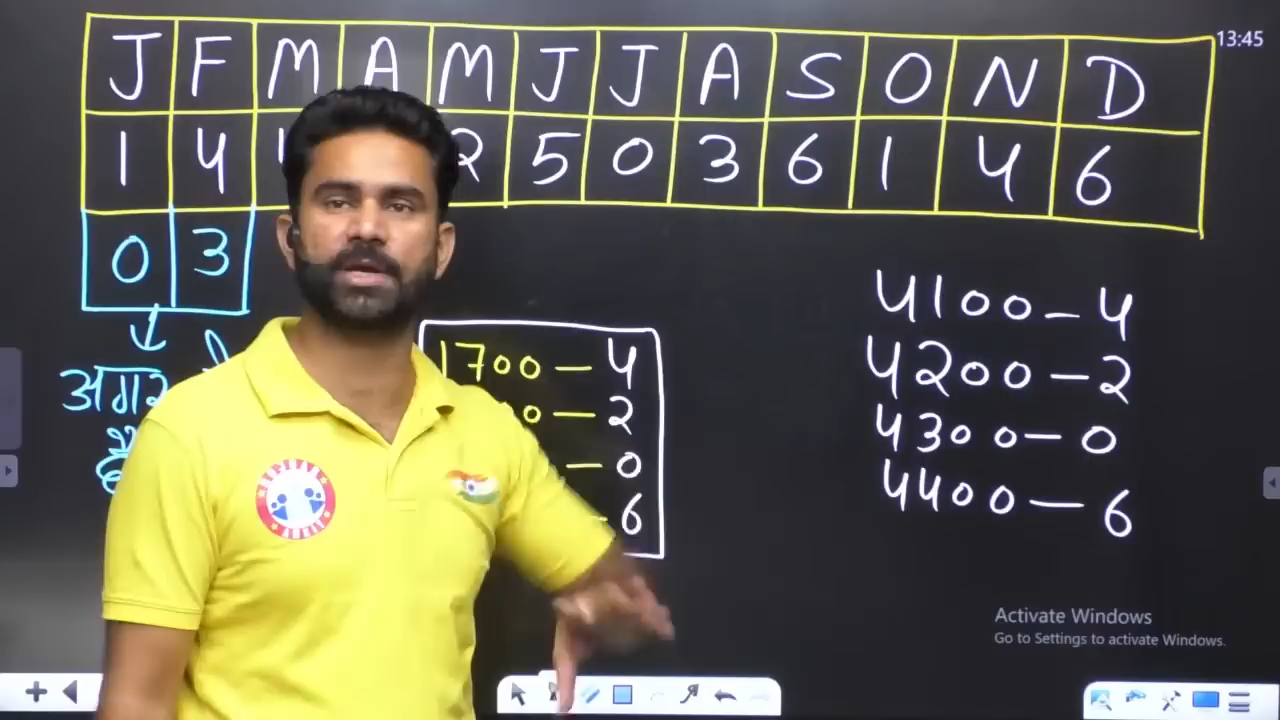 13:45
J F M A M J J A S O N D
1 4 2 5 0 3 6 1 4 6
0 3
अगर
1700 — 4
— 2
— 0
6
4100 — 4
4200 — 2
4300 — 0
4400 — 6
Activate Windows
Go to Settings to activate Windows.